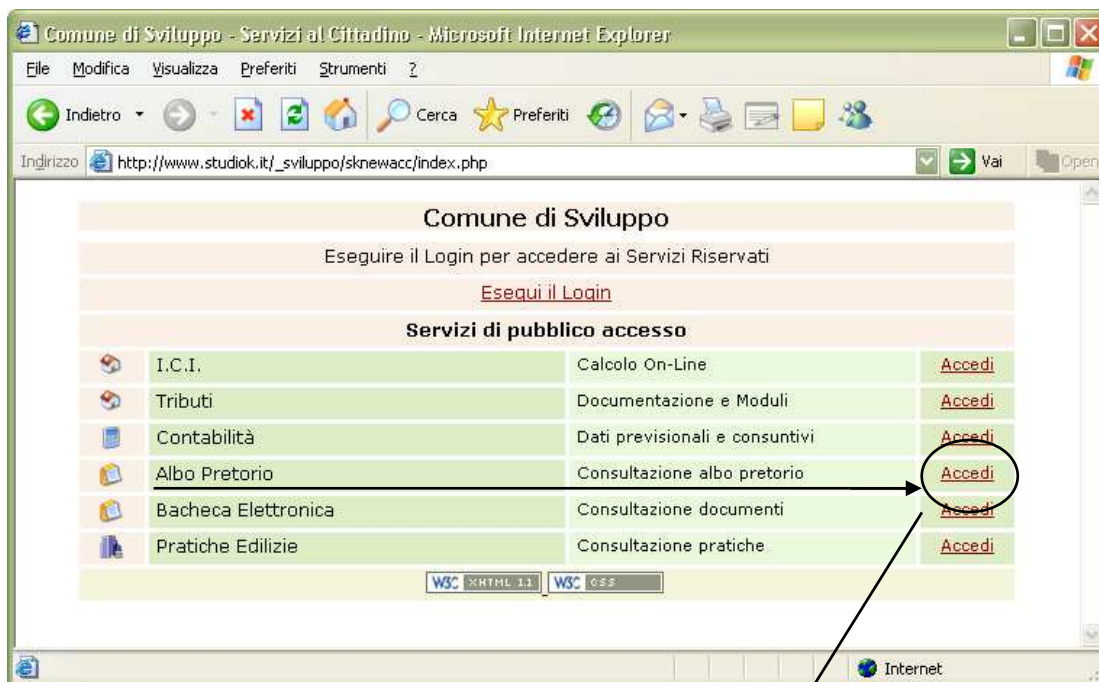 Comune di Sviluppo - Servizi al Cittadino - Microsoft Internet Explorer
File Modifica Visualizza Preferiti Strumenti ?
Indietro Cerca Preferiti
Indirizzo http://www.studiok.it/_sviluppo/sknewacc/index.php Vai Open
Comune di Sviluppo
Eseguire il Login per accedere ai Servizi Riservati
Esegui il Login
Servizi di pubblico accesso
I.C.I. Calcolo On-Line Accedi
Tributi Documentazione e Moduli Accedi
Contabilità Dati previsionali e consuntivi Accedi
Albo Pretorio Consultazione albo pretorio Accedi
Bacheca Elettronica Consultazione documenti Accedi
Pratiche Edilizie Consultazione pratiche Accedi
W3C XHTML 1.1 W3C CSS
Internet